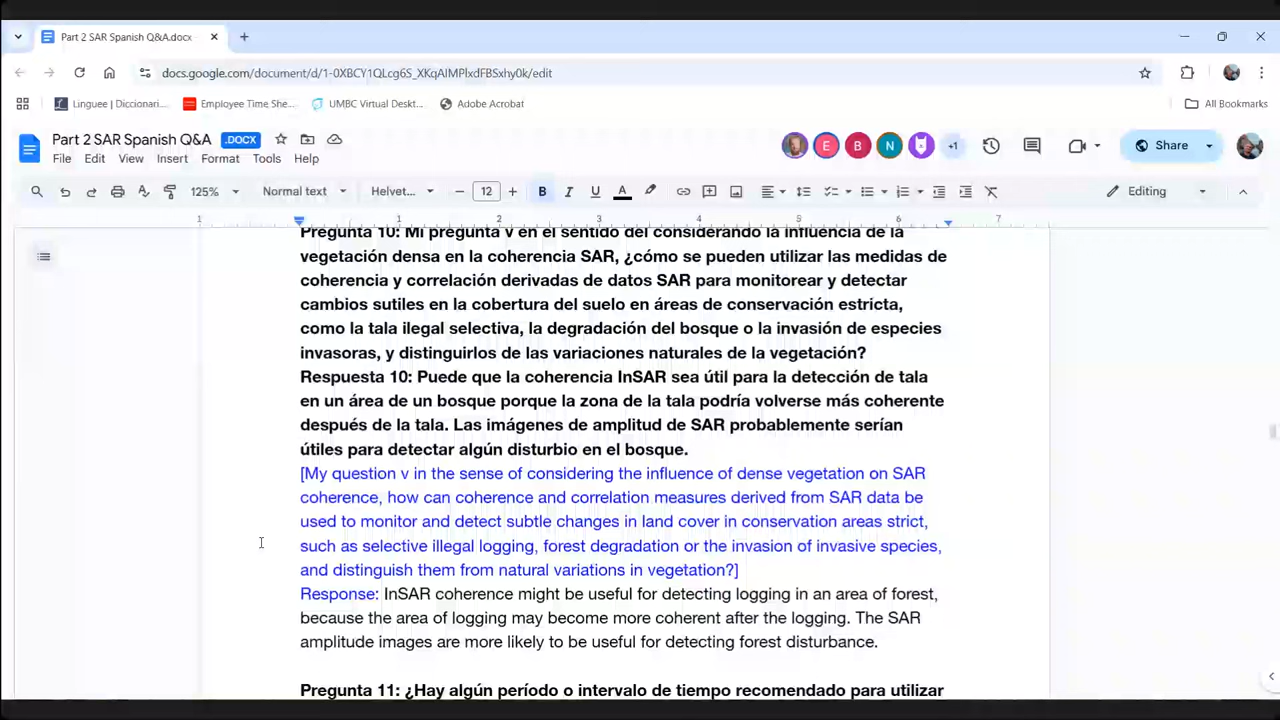 Part 2 SAR Spanish Q&A.docx
docs.google.com/document/d/1-0XBCY1QLcg6S_XKqAIMPlxdFBSxhy0k/edit
Linguee | Diccionari...
Employee Time She...
UMBC Virtual Deskt...
Adobe Acrobat
All Bookmarks
Part 2 SAR Spanish Q&A
.DOCX
E
B
N
+1
Share
File
Edit
View
Insert
Format
Tools
Help
125%
Normal text
Helvet...
12
B
I
U
A
Editing
1
1
2
3
4
5
6
7
Pregunta 10: Mi pregunta v en el sentido del considerando la influencia de la
vegetación densa en la coherencia SAR, ¿cómo se pueden utilizar las medidas de
coherencia y correlación derivadas de datos SAR para monitorear y detectar
cambios sutiles en la cobertura del suelo en áreas de conservación estricta,
como la tala ilegal selectiva, la degradación del bosque o la invasión de especies
invasoras, y distinguirlos de las variaciones naturales de la vegetación?
Respuesta 10: Puede que la coherencia InSAR sea útil para la detección de tala
en un área de un bosque porque la zona de la tala podría volverse más coherente
después de la tala. Las imágenes de amplitud de SAR probablemente serían
útiles para detectar algún disturbio en el bosque.
[My question v in the sense of considering the influence of dense vegetation on SAR
coherence, how can coherence and correlation measures derived from SAR data be
used to monitor and detect subtle changes in land cover in conservation areas strict,
such as selective illegal logging, forest degradation or the invasion of invasive species,
and distinguish them from natural variations in vegetation?]
Response: InSAR coherence might be useful for detecting logging in an area of forest,
because the area of logging may become more coherent after the logging. The SAR
amplitude images are more likely to be useful for detecting forest disturbance.
Pregunta 11: ¿Hay algún período o intervalo de tiempo recomendado para utilizar